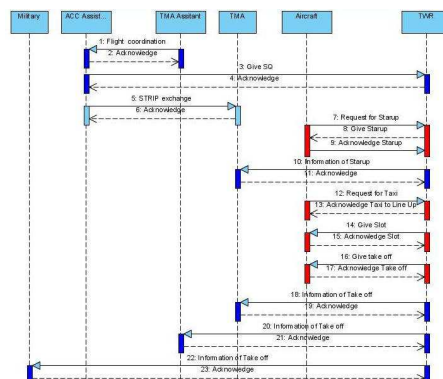 Military
ACC Assist...
TMA Assitant
TMA
Aircraft
TWR
1: Flight coordination
2: Acknowledge
3: Give SQ
4: Acknowledge
5: STRIP exchange
6: Acknowledge
7: Request for Starup
8: Give Starup
9: Acknowledge Starup
10: Information of Starup
11: Acknowledge
12: Request for Taxi
13: Acknowledge Taxi to Line Up
14: Give Slot
15: Acknowledge Slot
16: Give take off
17: Acknowledge Take off
18: Information of Take off
19: Acknowledge
20: Information of Take off
21: Acknowledge
22: Information of Take off
23: Acknowledge